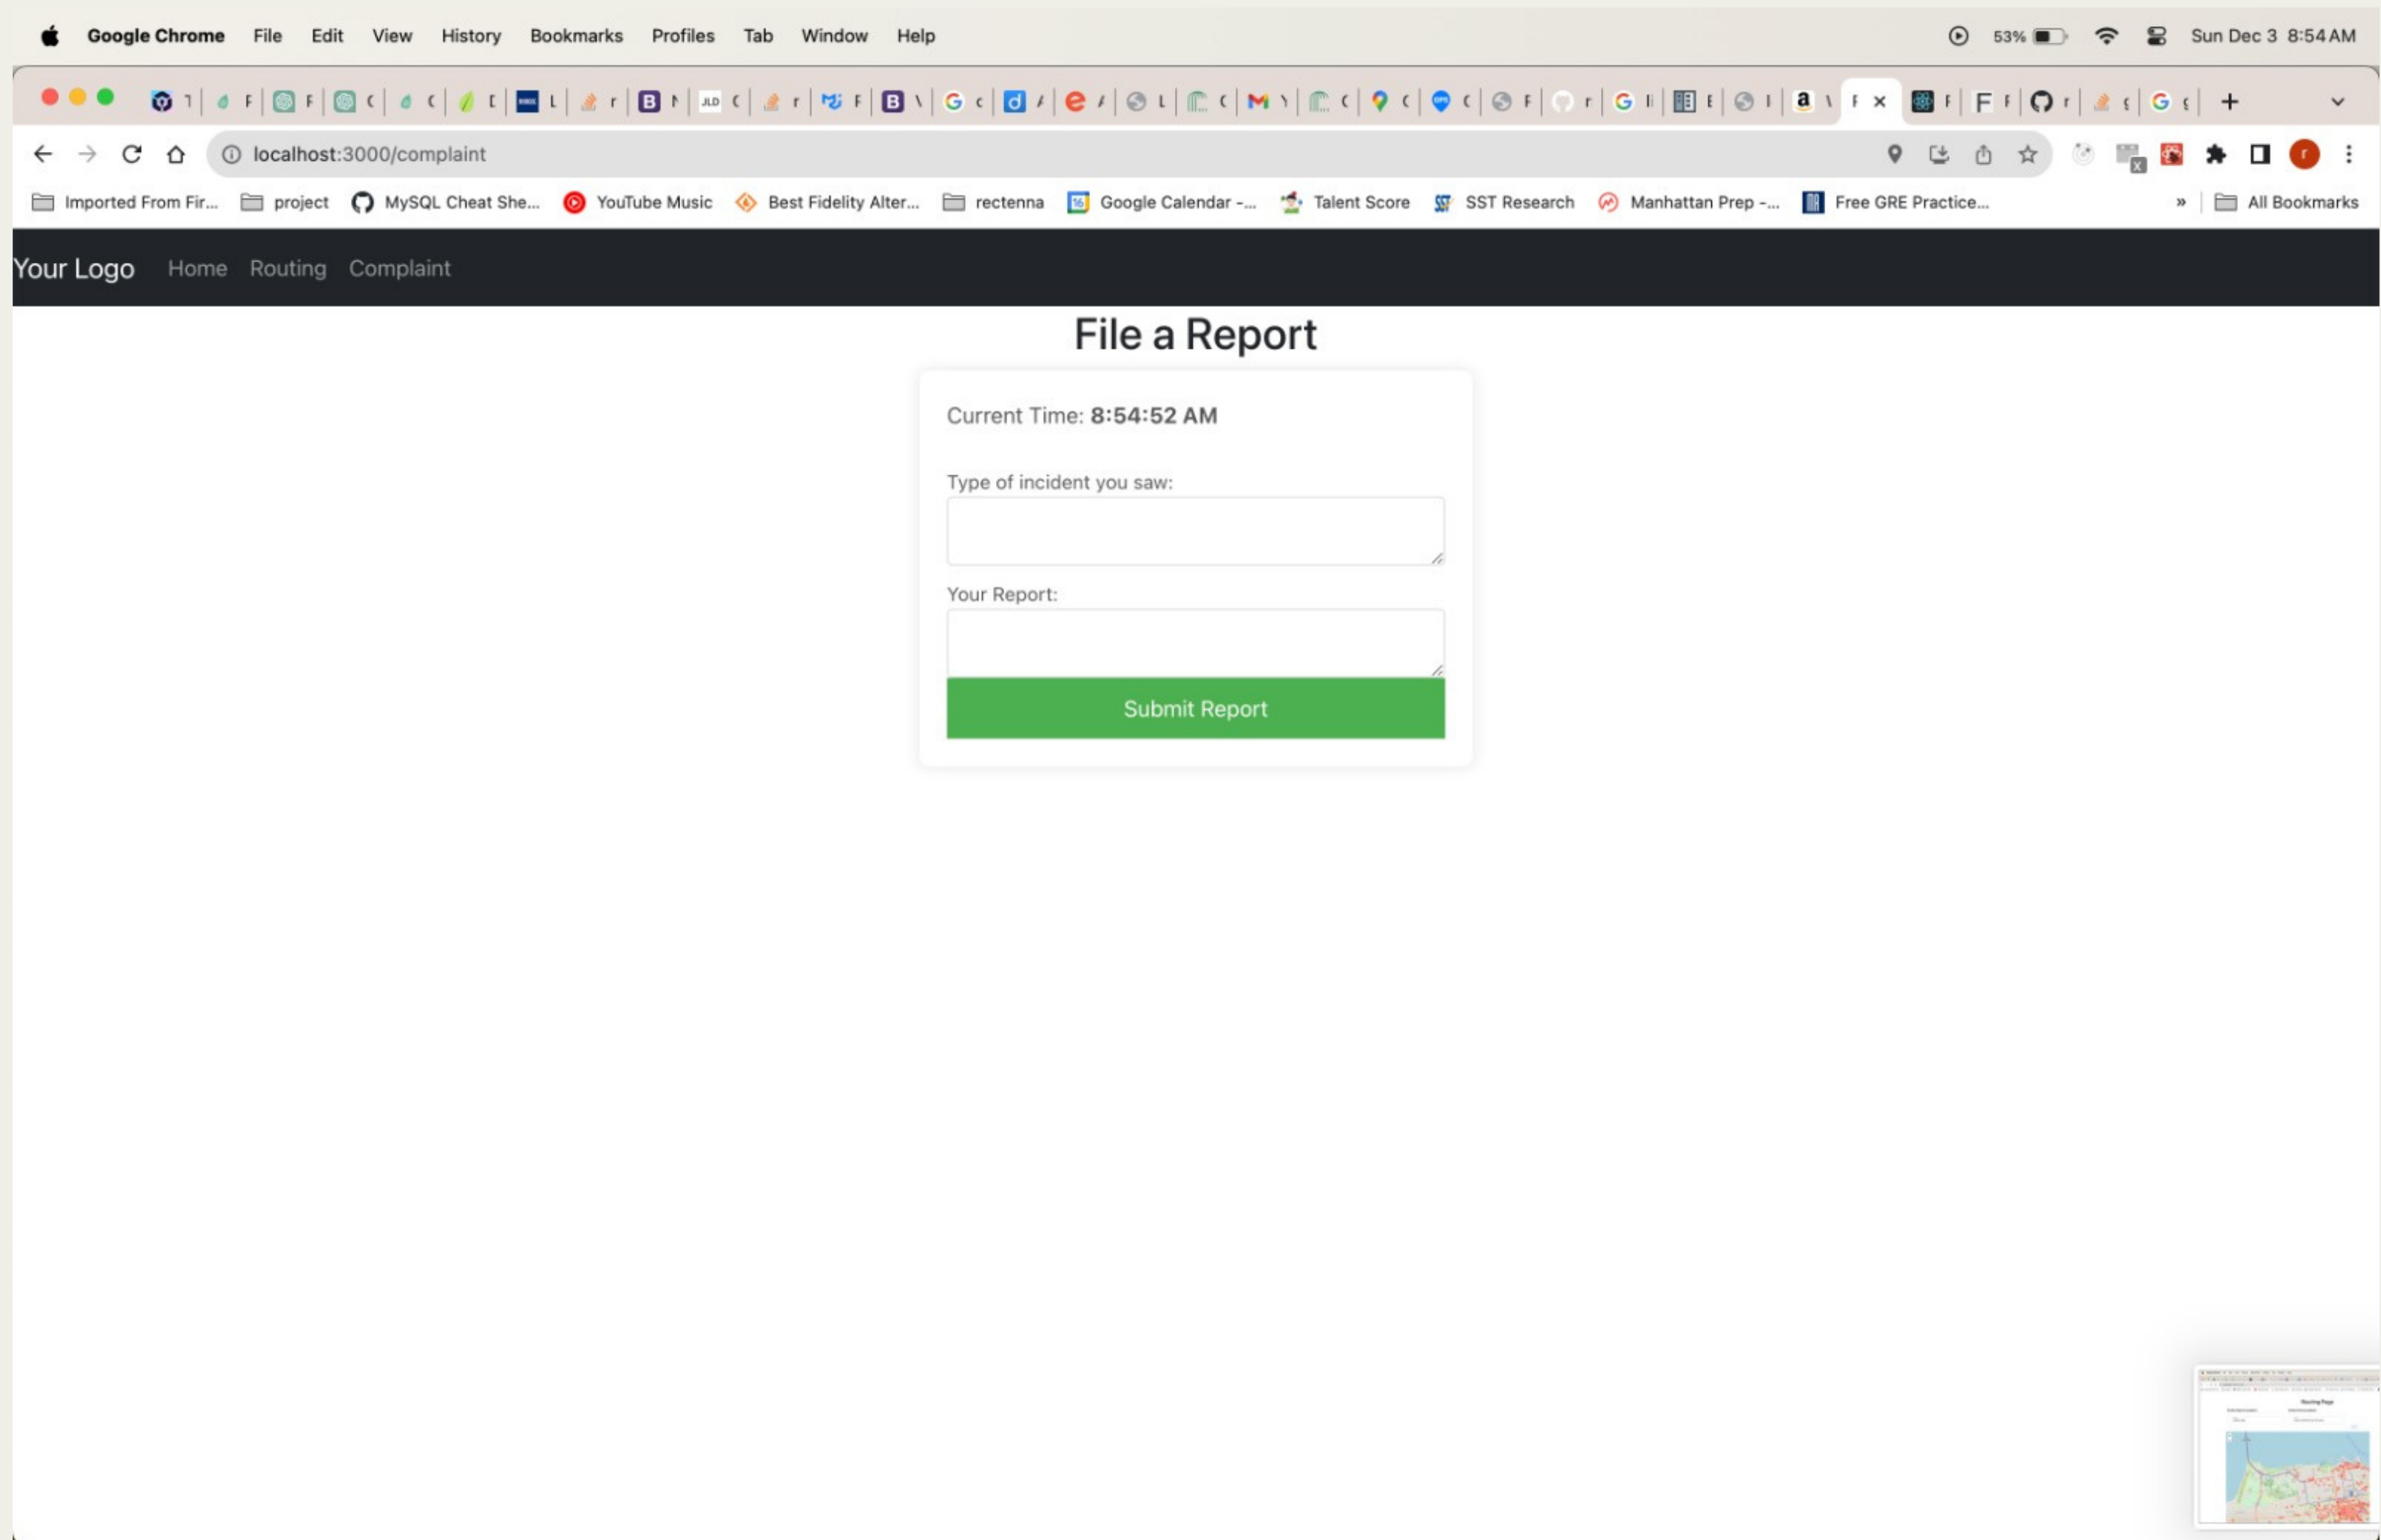 Google Chrome File Edit View History Bookmarks Profiles Tab Window Help 53% Sun Dec 3 8:54 AM
localhost:3000/complaint
Imported From Fir... project MySQL Cheat She... YouTube Music Best Fidelity Alter... rectenna Google Calendar -... Talent Score SST Research Manhattan Prep -... Free GRE Practice... » All Bookmarks
Your Logo Home Routing Complaint
File a Report
Current Time: 8:54:52 AM
Type of incident you saw:
Your Report:
Submit Report
Routing Page